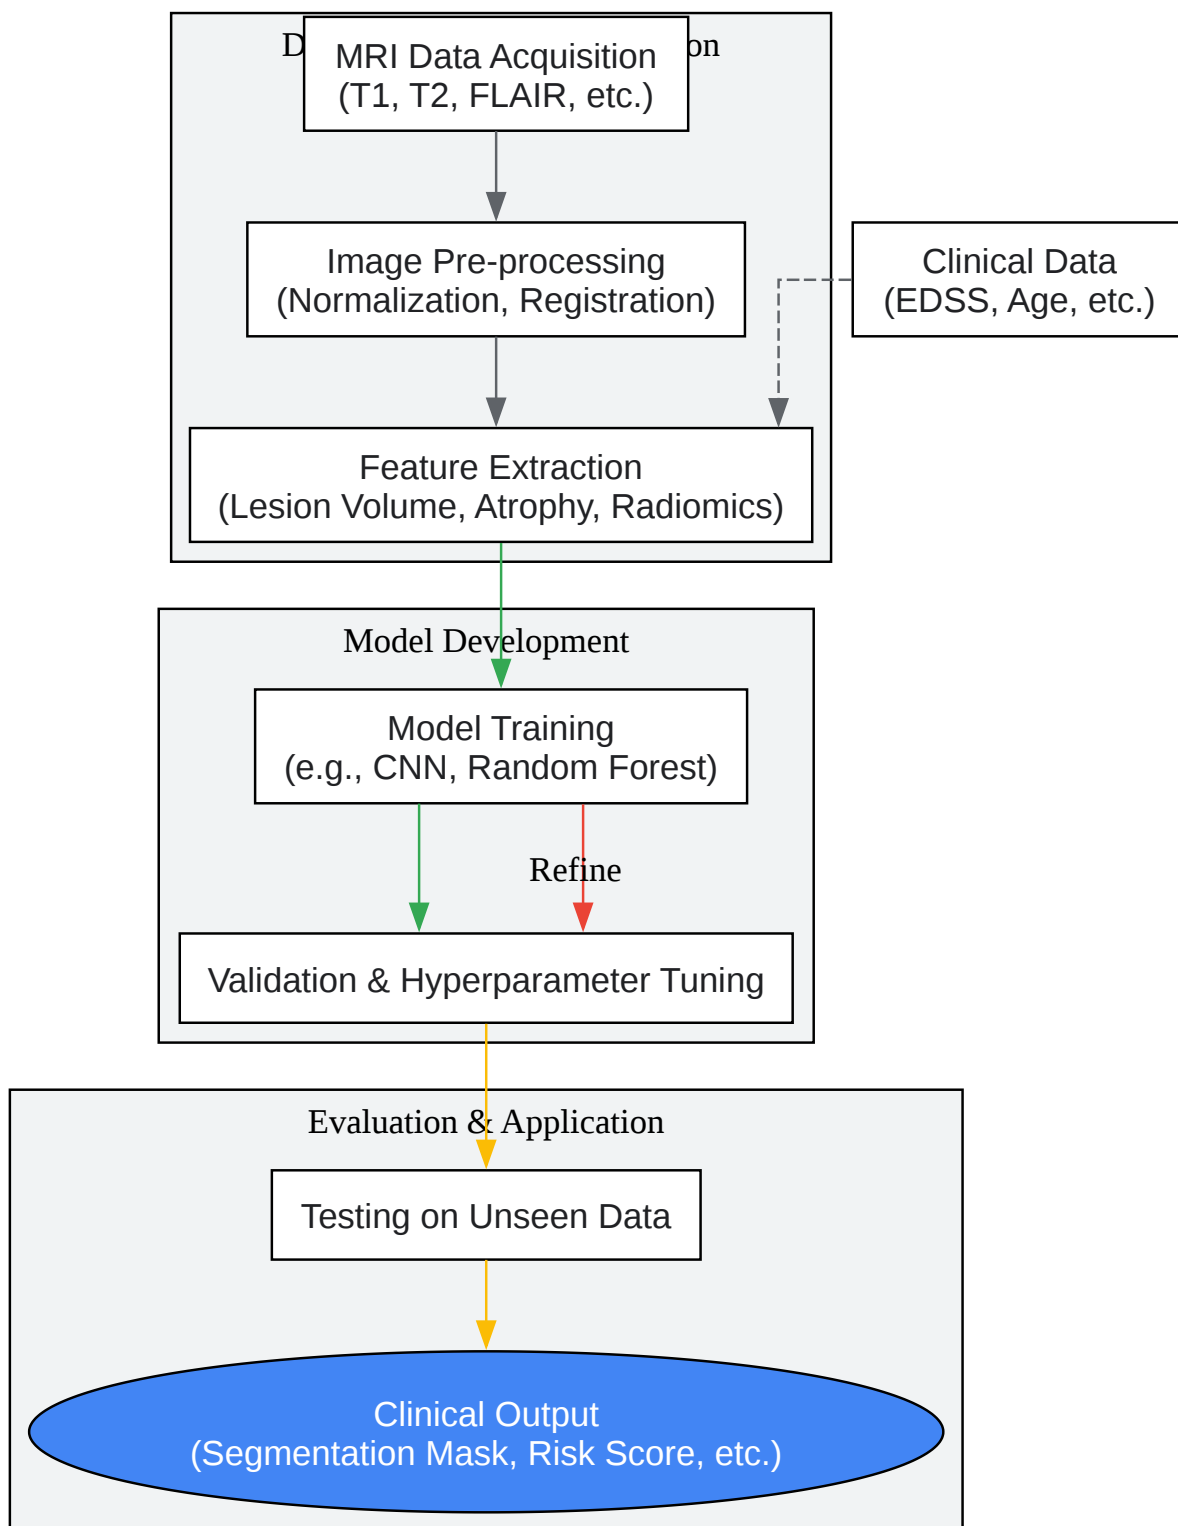 MRI Data Acquisition
(T1, T2, FLAIR, etc.)
Image Pre-processing
(Normalization, Registration)
Clinical Data
(EDSS, Age, etc.)
Feature Extraction
(Lesion Volume, Atrophy, Radiomics)
Model Development
Model Training
(e.g., CNN, Random Forest)
Refine
Validation & Hyperparameter Tuning
Evaluation & Application
Testing on Unseen Data
Clinical Output
(Segmentation Mask, Risk Score, etc.)